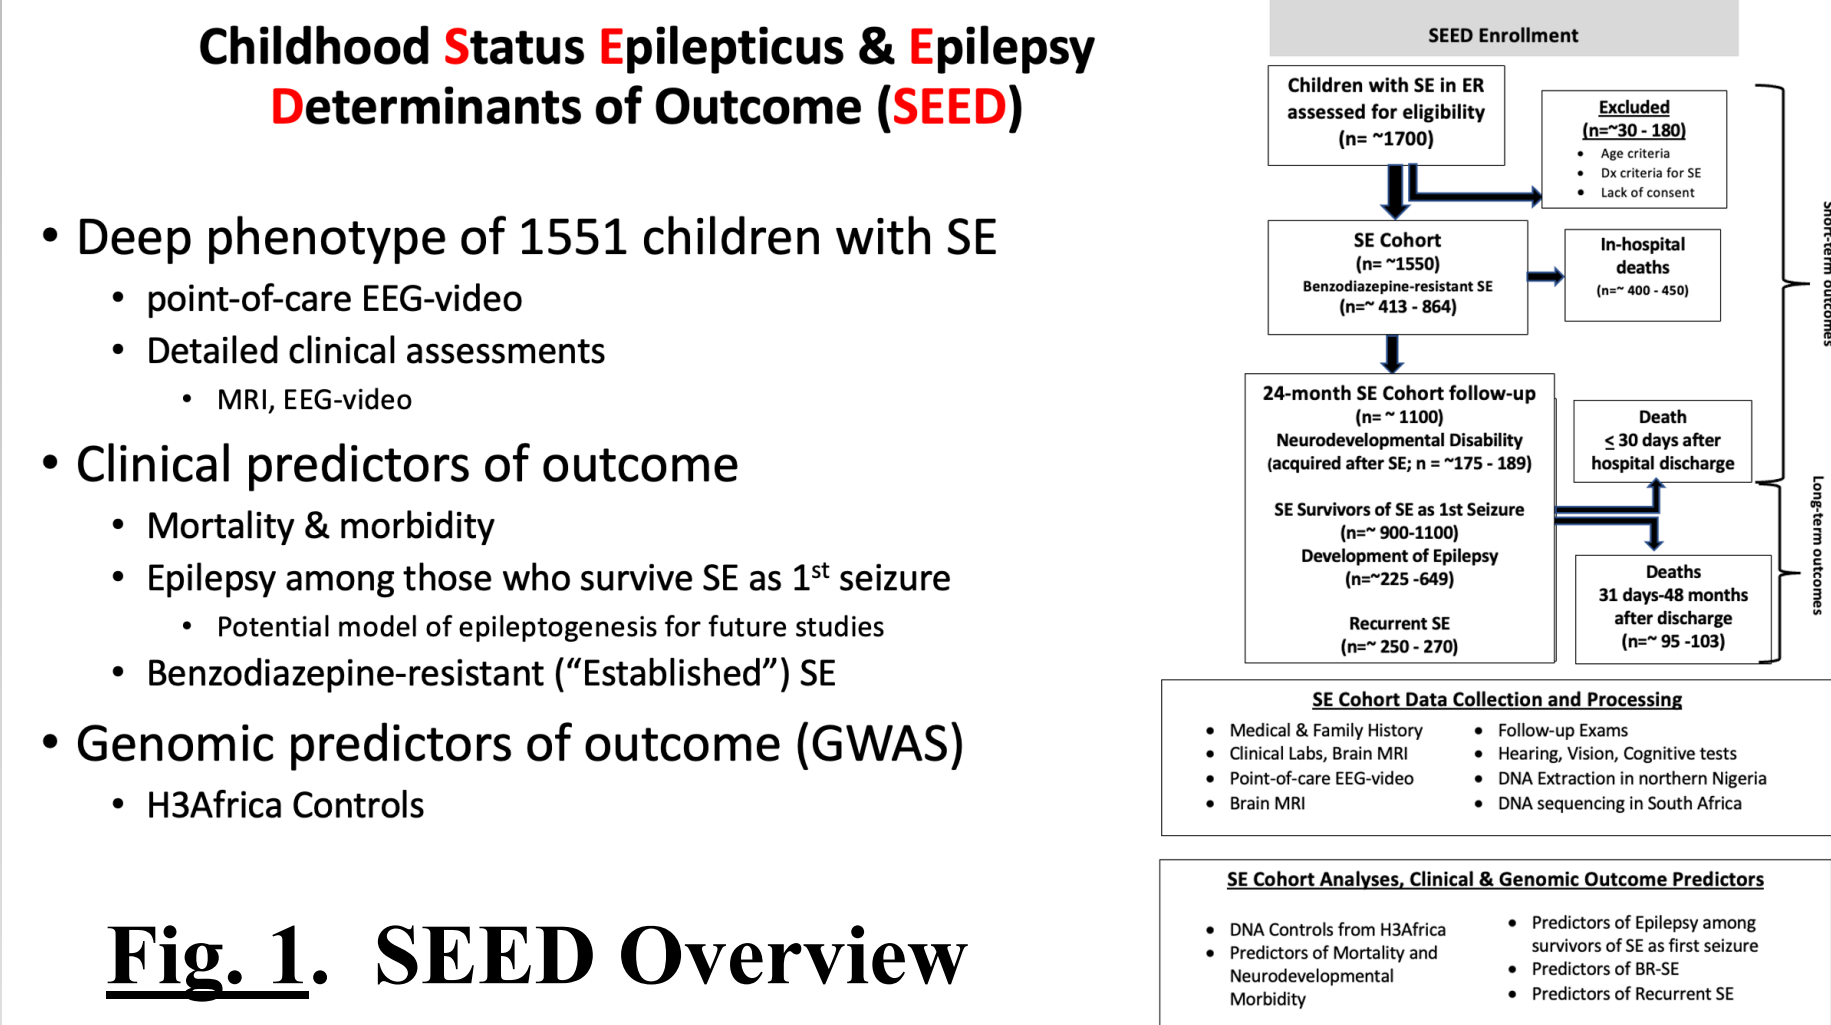 Childhood Status Epilepticus & Epilepsy
Determinants of Outcome (SEED)
• Deep phenotype of 1551 children with SE
• point-of-care EEG-video
• Detailed clinical assessments
• MRI, EEG-video
• Clinical predictors of outcome
• Mortality & morbidity
• Epilepsy among those who survive SE as 1st seizure
• Potential model of epileptogenesis for future studies
• Benzodiazepine-resistant (“Established”) SE
• Genomic predictors of outcome (GWAS)
• H3Africa Controls
Fig. 1. SEED Overview
SEED Enrollment
Children with SE in ER
assessed for eligibility
(n= ~1700)
Excluded
(n=~30 - 180)
• Age criteria
• Dx criteria for SE
• Lack of consent
SE Cohort
(n= ~1550)
Benzodiazepine-resistant SE
(n=~ 413 - 864)
In-hospital
deaths
(n=~ 400 - 450)
Short-term outcomes
24-month SE Cohort follow-up
(n= ~ 1100)
Neurodevelopmental Disability
(acquired after SE; n = ~175 - 189)
SE Survivors of SE as 1st Seizure
(n=~ 900-1100)
Development of Epilepsy
(n=~225 -649)
Recurrent SE
(n=~ 250 - 270)
Death
≤ 30 days after
hospital discharge
Deaths
31 days-48 months
after discharge
(n=~ 95 -103)
Long-term outcomes
SE Cohort Data Collection and Processing
• Medical & Family History
• Clinical Labs, Brain MRI
• Point-of-care EEG-video
• Brain MRI
• Follow-up Exams
• Hearing, Vision, Cognitive tests
• DNA Extraction in northern Nigeria
• DNA sequencing in South Africa
SE Cohort Analyses, Clinical & Genomic Outcome Predictors
• DNA Controls from H3Africa
• Predictors of Mortality and
Neurodevelopmental
Morbidity
• Predictors of Epilepsy among
survivors of SE as first seizure
• Predictors of BR-SE
• Predictors of Recurrent SE